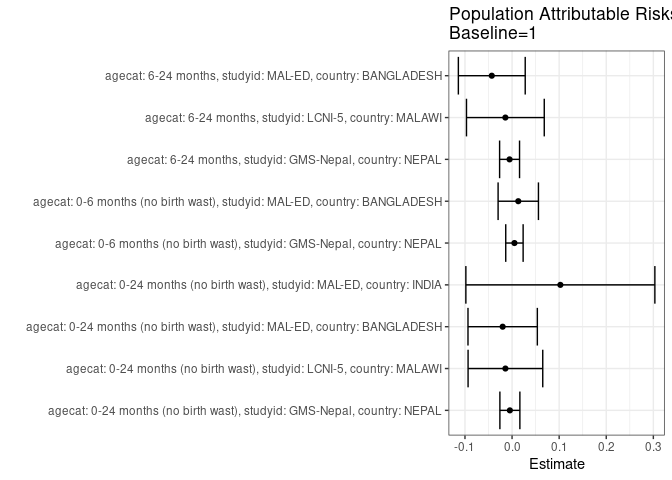 Population Attributable Risks
Baseline=1
agecat: 6-24 months, studyid: MAL-ED, country: BANGLADESH
agecat: 6-24 months, studyid: LCNI-5, country: MALAWI
agecat: 6-24 months, studyid: GMS-Nepal, country: NEPAL
agecat: 0-6 months (no birth wast), studyid: MAL-ED, country: BANGLADESH
agecat: 0-6 months (no birth wast), studyid: GMS-Nepal, country: NEPAL
agecat: 0-24 months (no birth wast), studyid: MAL-ED, country: INDIA
agecat: 0-24 months (no birth wast), studyid: MAL-ED, country: BANGLADESH
agecat: 0-24 months (no birth wast), studyid: LCNI-5, country: MALAWI
agecat: 0-24 months (no birth wast), studyid: GMS-Nepal, country: NEPAL
-0.1 0.0 0.1 0.2 0.3
Estimate